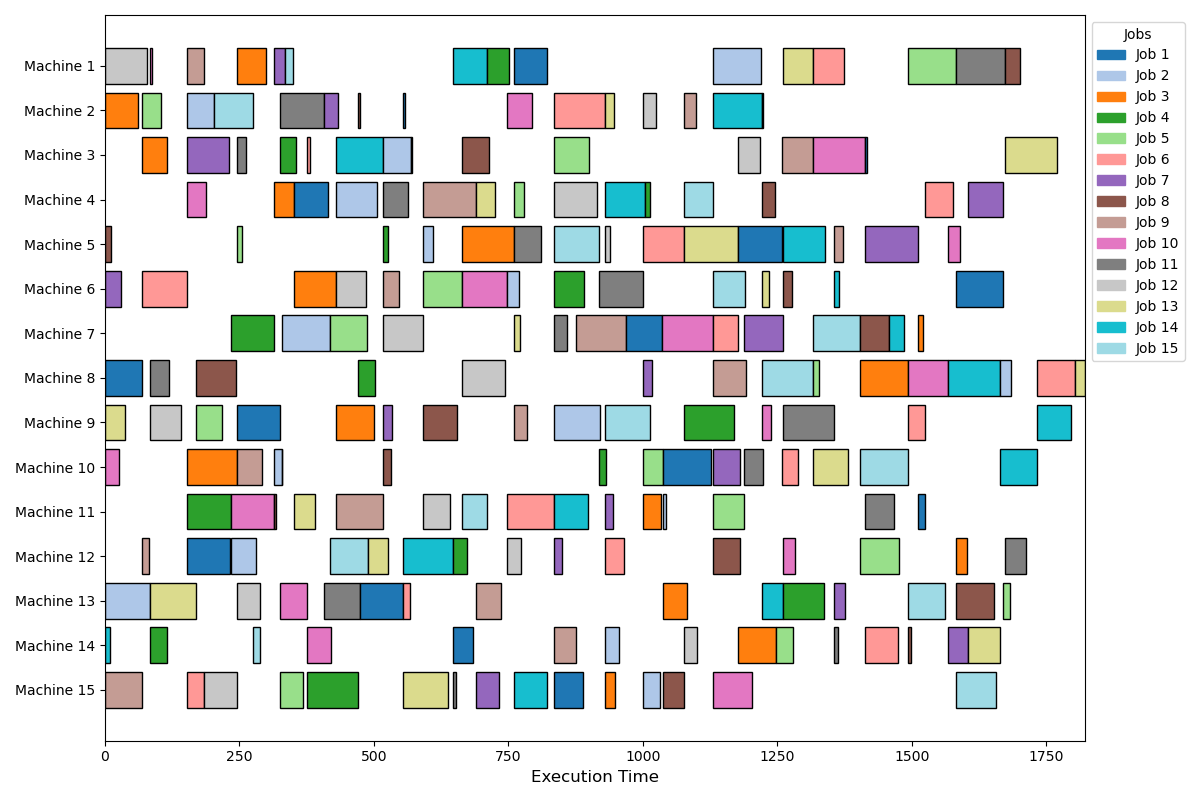 Jobs
Machine 1
Job 1
Job 2
Job 3
Machine 2
Job 4
Job 5
Machine 3
Job 6
Job 7
Job 8
Machine 4
Job 9
Job 10
Machine 5
Job 11
Job 12
Job 13
Machine 6
Job 14
Machine 7
Job 15
Machine 8
Machine 9
Machine 10
Machine 11
Machine 12
Machine 13
Machine 14
Machine 15
0 250 500 750 1000 1250 1500 1750
Execution Time